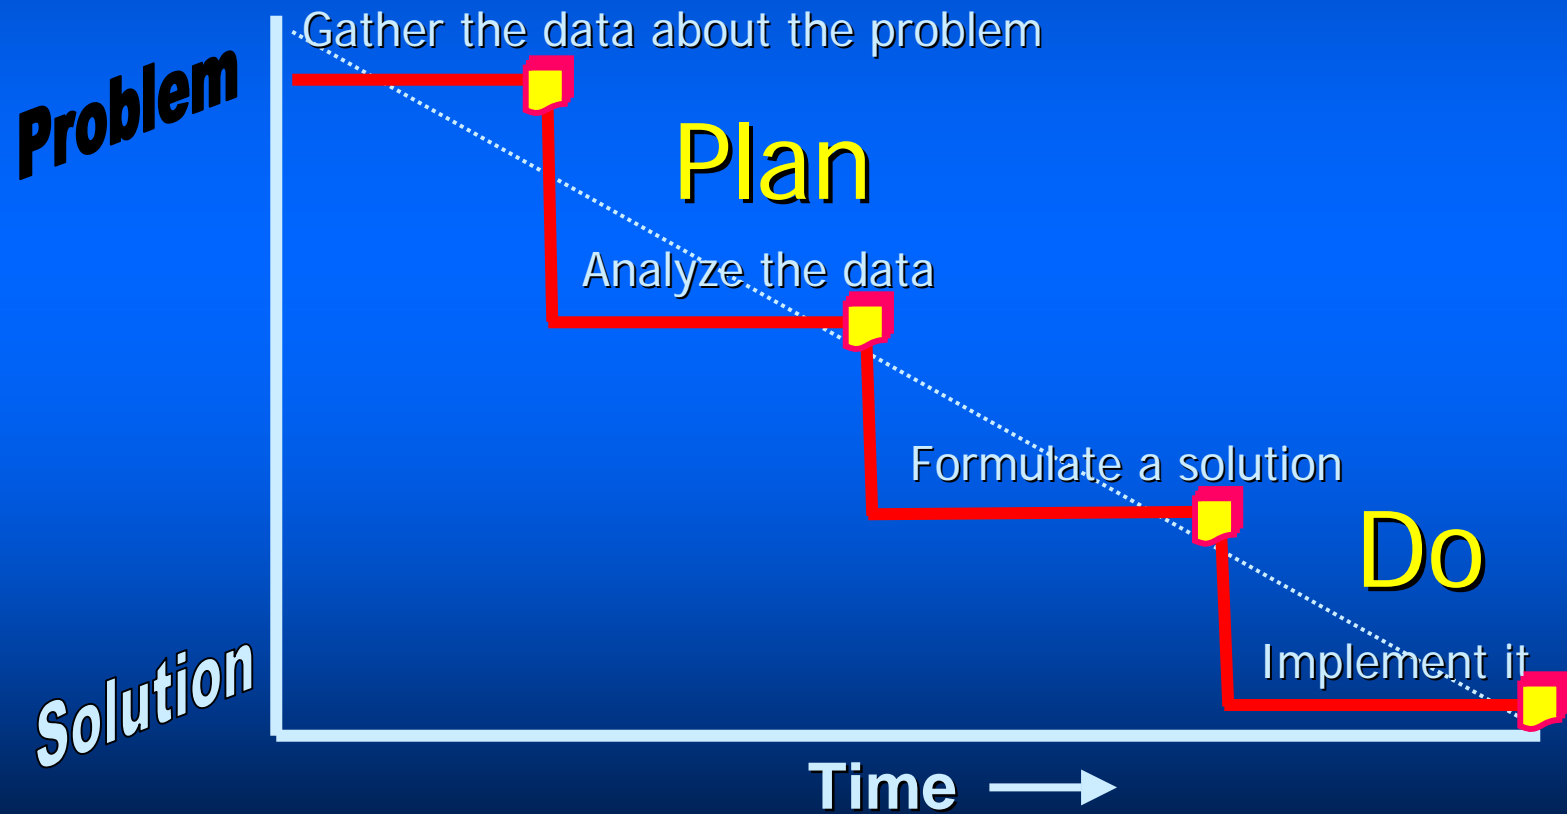 Gather the data about the problem
Problem
Plan
Analyze the data
Formulate a solution
Do
Implement it
Solution
Time